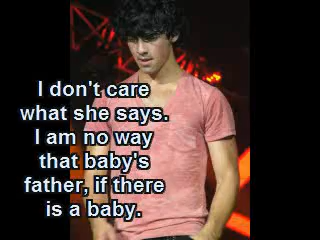 I don't care
what she says.
I am no way
that baby's
father, if there
is a baby.